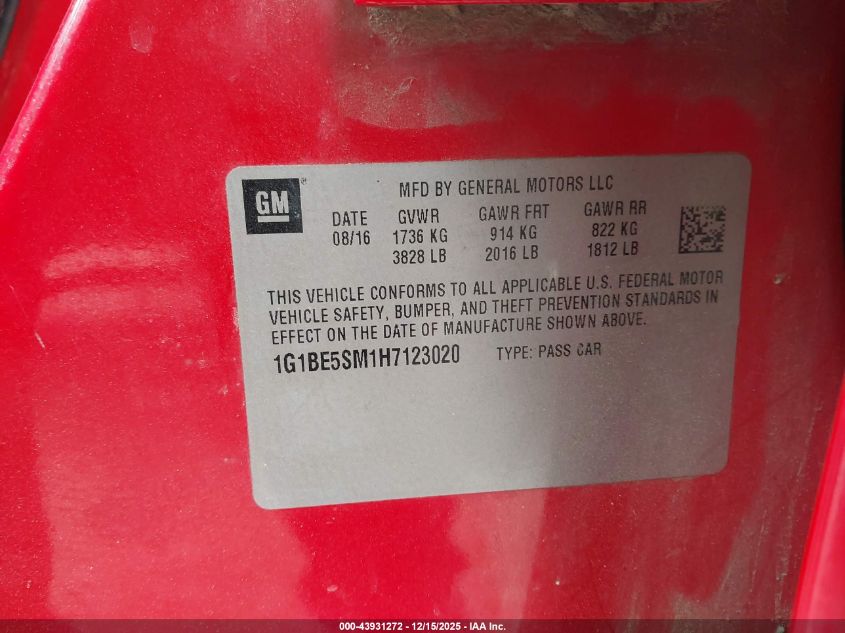 GM
MFD BY GENERAL MOTORS LLC
DATE GVWR GAWR FRT GAWR RR
08/16 1736 KG 914 KG 822 KG
3828 LB 2016 LB 1812 LB
THIS VEHICLE CONFORMS TO ALL APPLICABLE U.S. FEDERAL MOTOR
VEHICLE SAFETY, BUMPER, AND THEFT PREVENTION STANDARDS IN
EFFECT ON THE DATE OF MANUFACTURE SHOWN ABOVE.
1G1BE5SM1H7123020 TYPE: PASS CAR
000-43931272 - 12/15/2025 - IAA Inc.